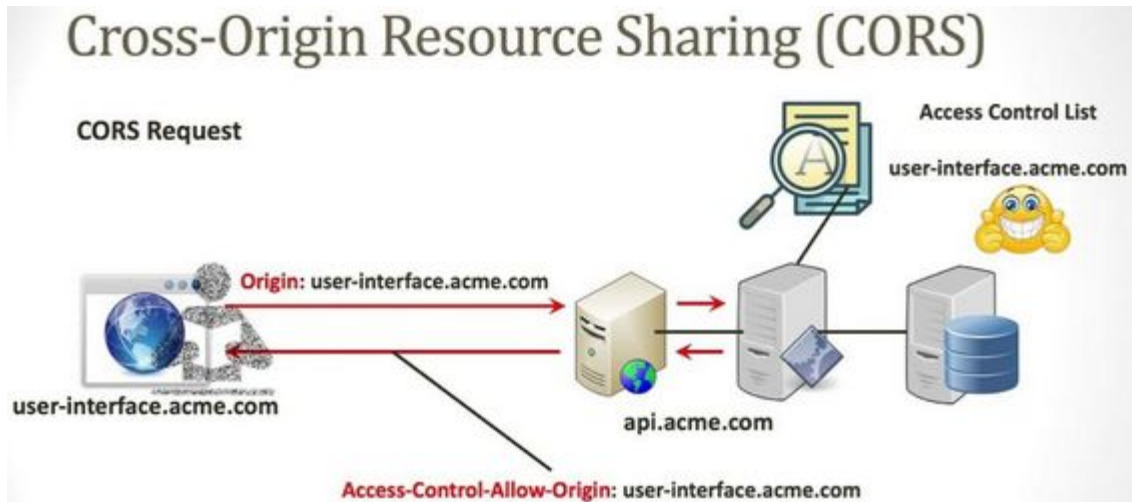 Cross-Origin Resource Sharing (CORS)
CORS Request
Access Control List
user-interface.acme.com
Origin: user-interface.acme.com
A
user-interface.acme.com
api.acme.com
Access-Control-Allow-Origin: user-interface.acme.com